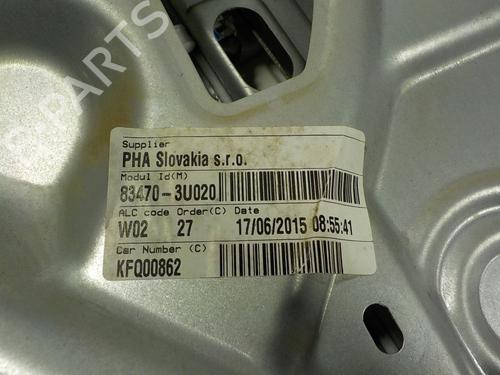 Supplier
PHA Slovakia s.r.o.
Modul Id(M)
83470-3U020
ALC code Order(C) Date
W02 27 17/06/2015 08:55:41
Car Number (C)
KFQ00862